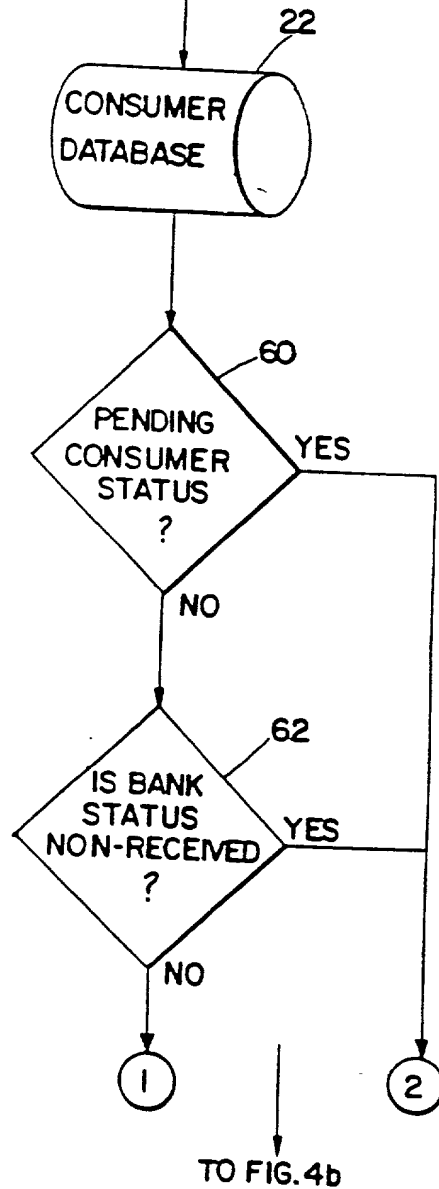 22
CONSUMER
DATABASE
60
PENDING
CONSUMER
STATUS
?
YES
NO
62
IS BANK
STATUS
NON-RECEIVED
?
YES
NO
1
2
TO FIG. 4b